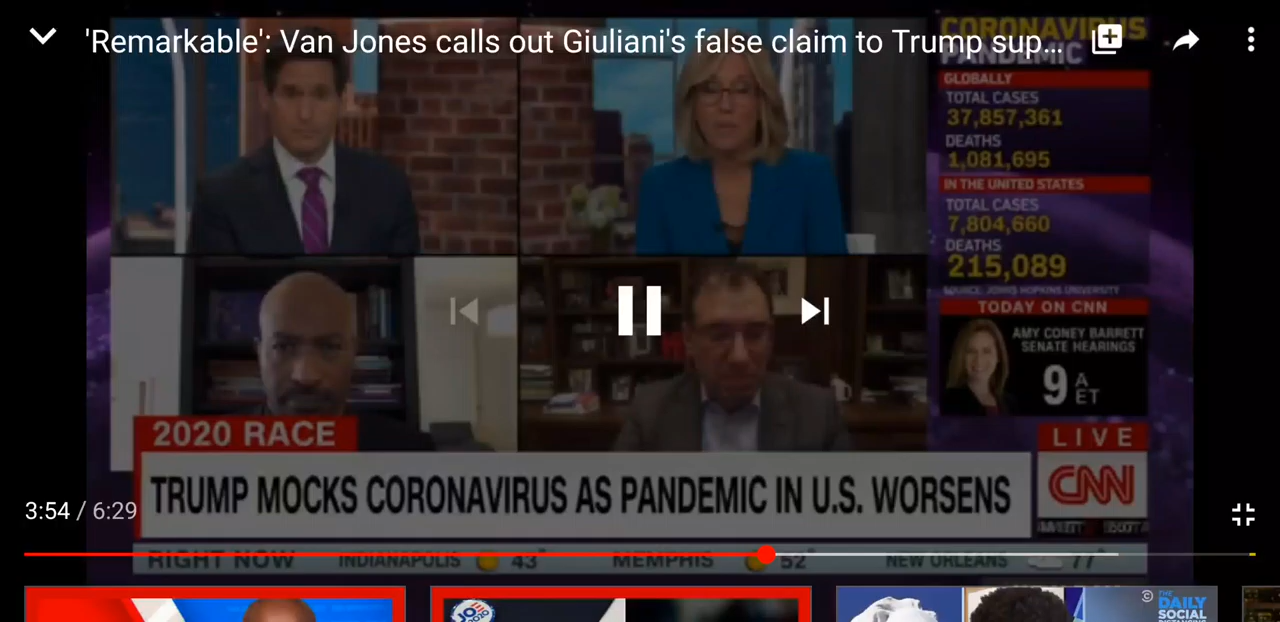 'Remarkable': Van Jones calls out Giuliani's false claim to Trump sup...
CORONAVIRUS
PANDEMIC
GLOBALLY
TOTAL CASES
37,857,361
DEATHS
1,081,695
IN THE UNITED STATES
TOTAL CASES
7,804,660
DEATHS
215,089
SOURCE: JOHNS HOPKINS UNIVERSITY
TODAY ON CNN
AMY CONEY BARRETT
SENATE HEARINGS
9 A ET
2020 RACE
LIVE
TRUMP MOCKS CORONAVIRUS AS PANDEMIC IN U.S. WORSENS
CNN
3:54 / 6:29
RIGHT NOW INDIANAPOLIS 43° MEMPHIS 52° NEW ORLEANS 77°
THE
DAILY
SOCIAL